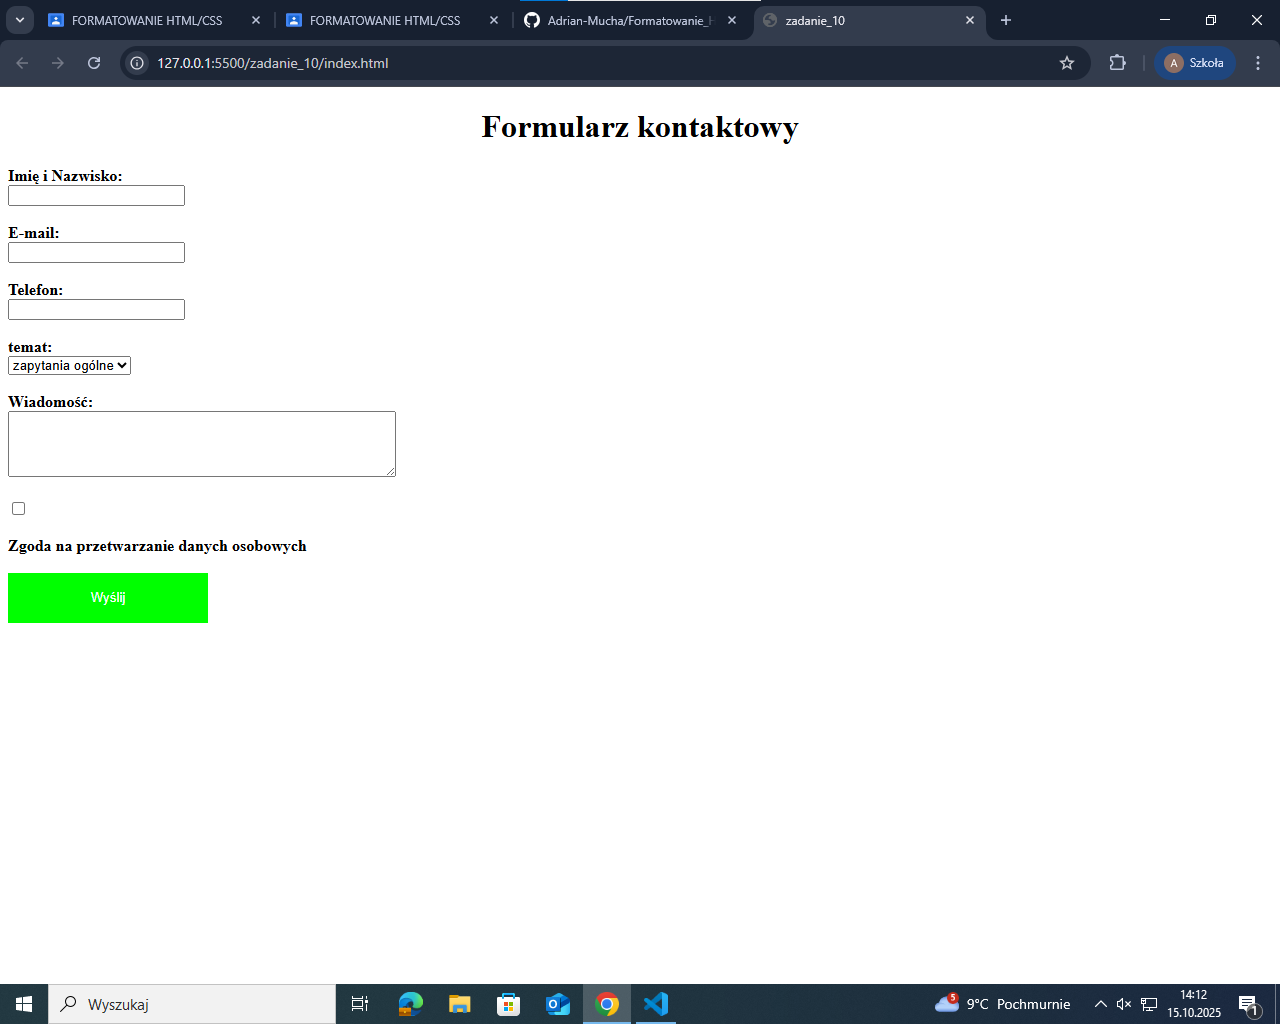 FORMATOWANIE HTML/CSS
FORMATOWANIE HTML/CSS
Adrian-Mucha/Formatowanie_H
zadanie_10
127.0.0.1:5500/zadanie_10/index.html
A Szkoła
Formularz kontaktowy
Imię i Nazwisko:
E-mail:
Telefon:
temat:
zapytania ogólne
Wiadomość:
Zgoda na przetwarzanie danych osobowych
Wyślij
Wyszukaj
5 9°C Pochmurnie
14:12
15.10.2025
1